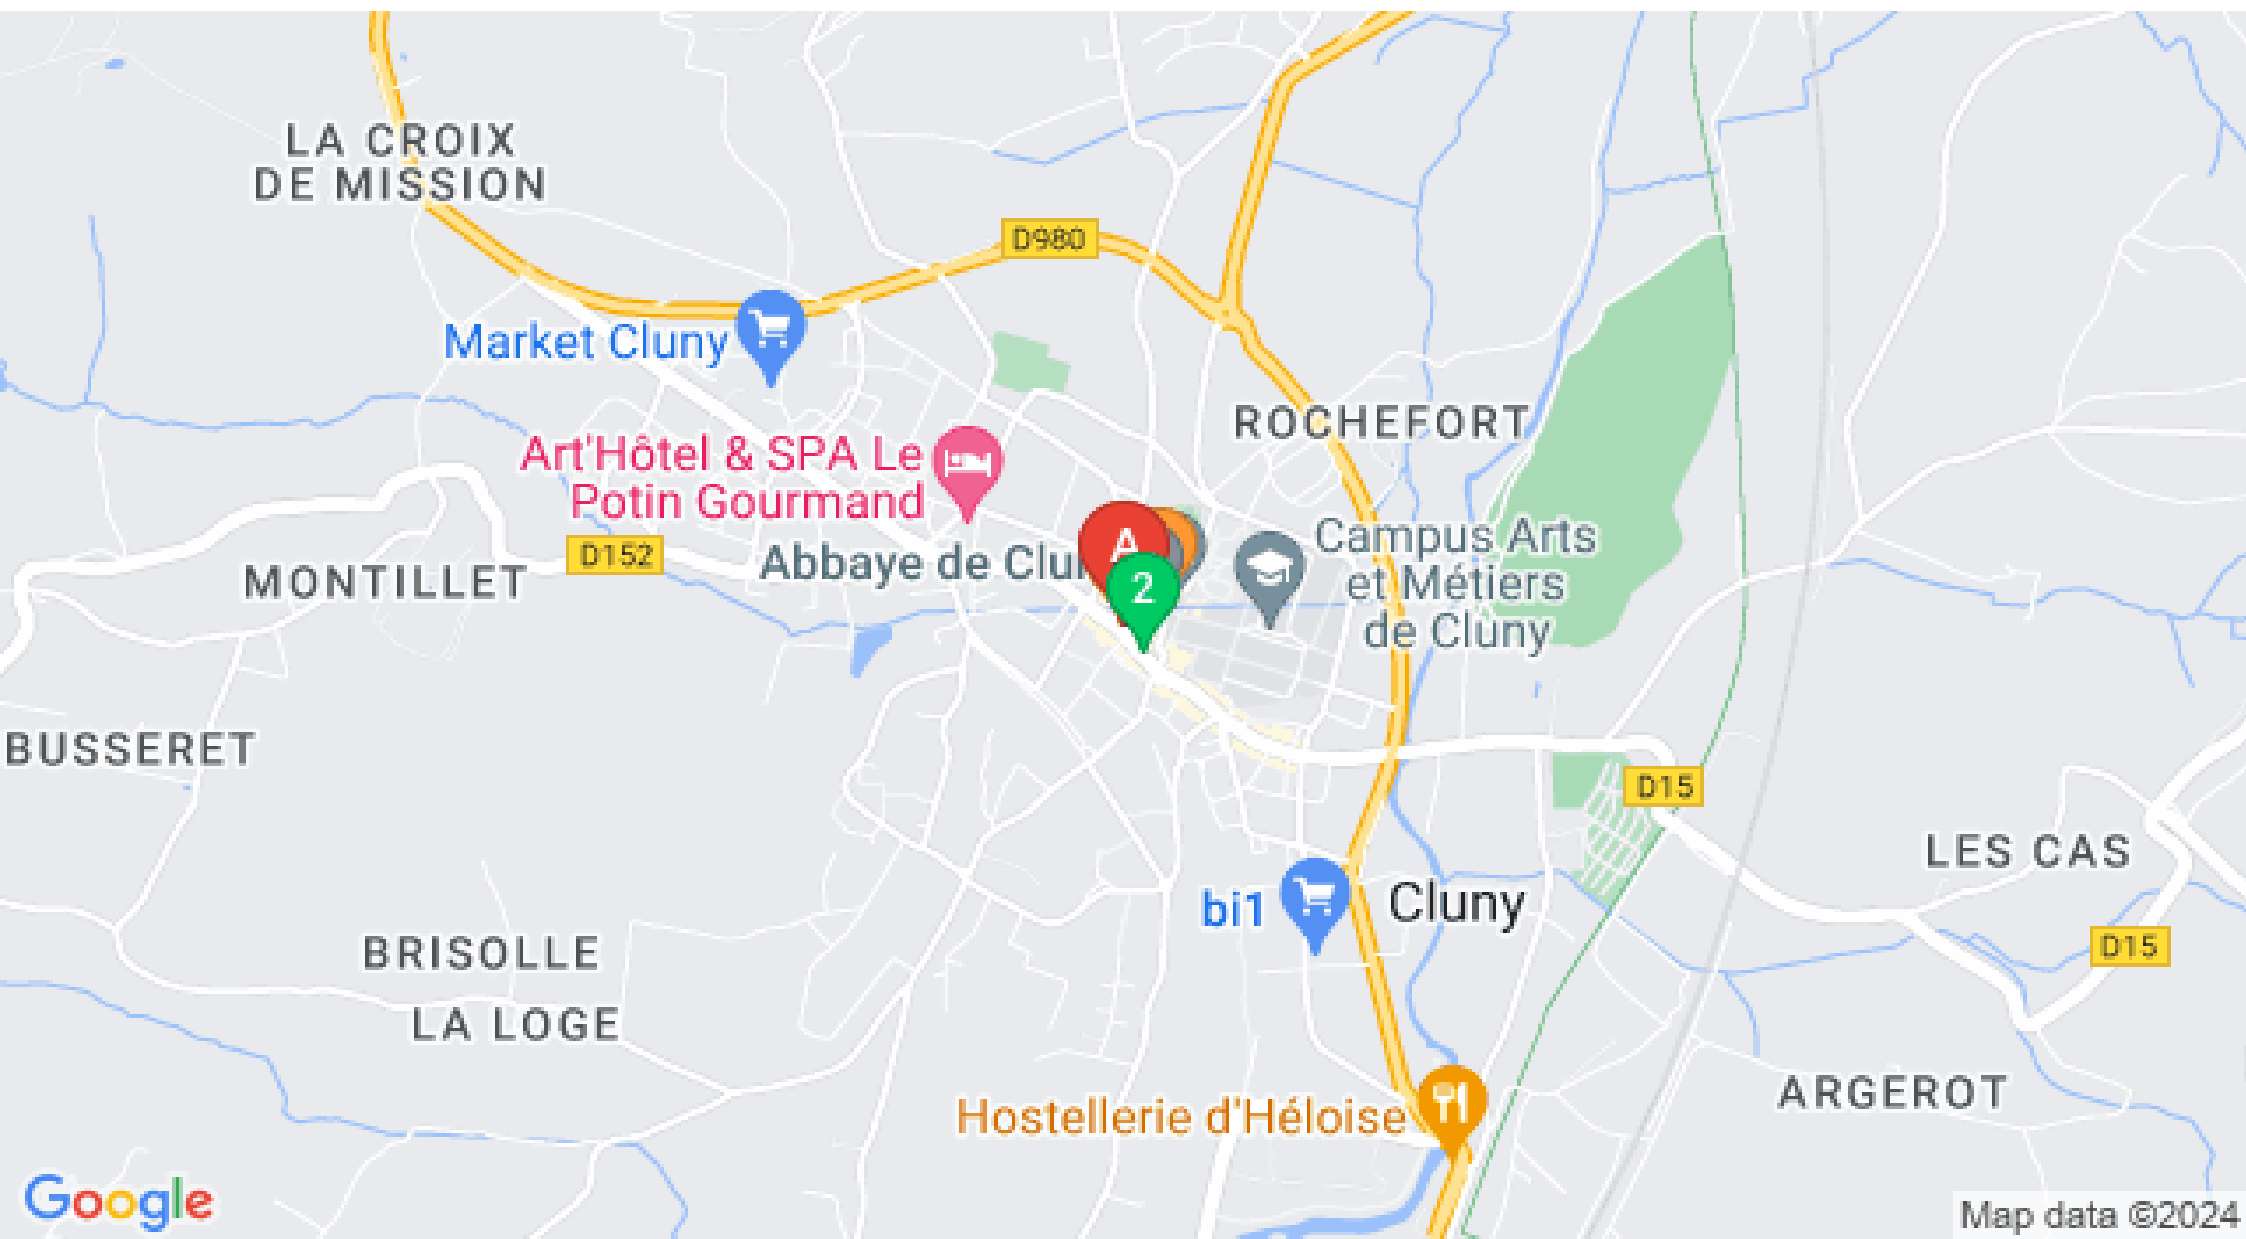 LA CROIX
DE MISSION
D980
Market Cluny
ROCHEFORT
Art'Hôtel & SPA Le
Potin Gourmand
Campus Arts
et Métiers
de Cluny
A
Abbaye de
D152
2
MONTILLET
BUSSERET
D15
LES CAS
bi1
Cluny
D15
BRISOLLE
LA LOGE
ARGEROT
Hostellerie d'Héloise
Google
Map data ©2024